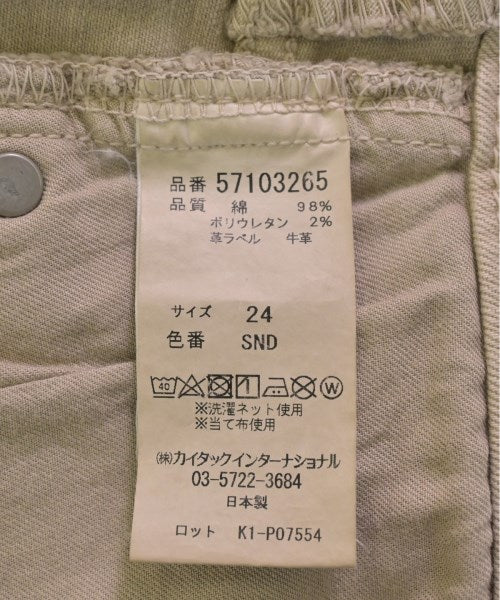 品番 57103265
品質 綿 98%
ポリウレタン 2%
革ラベル 牛革
サイズ 24
色番 SND
40 W
※洗濯ネット使用
※当て布使用
㈱カイタックインターナショナル
03-5722-3684
日本製
ロット K1-P07554